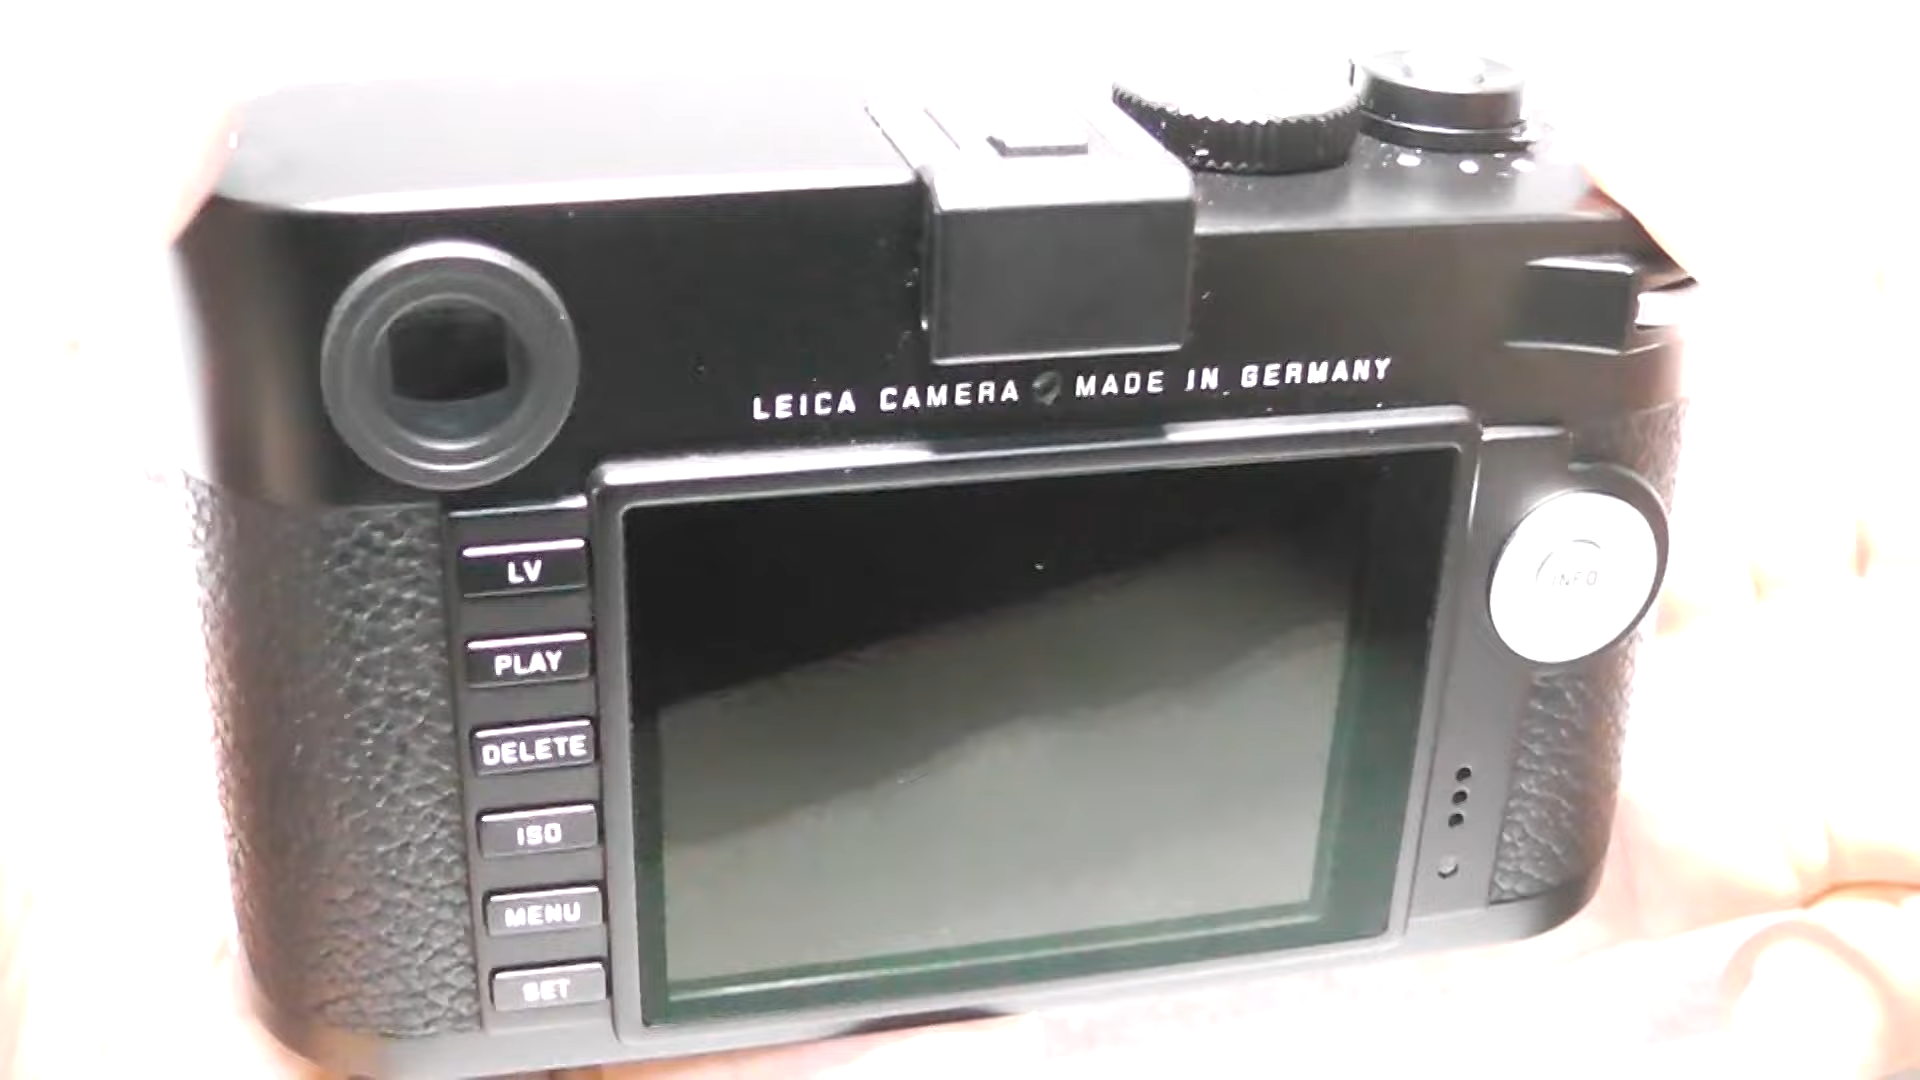 LEICA CAMERA MADE IN GERMANY
LV
PLAY
DELETE
ISO
MENU
SET
INFO